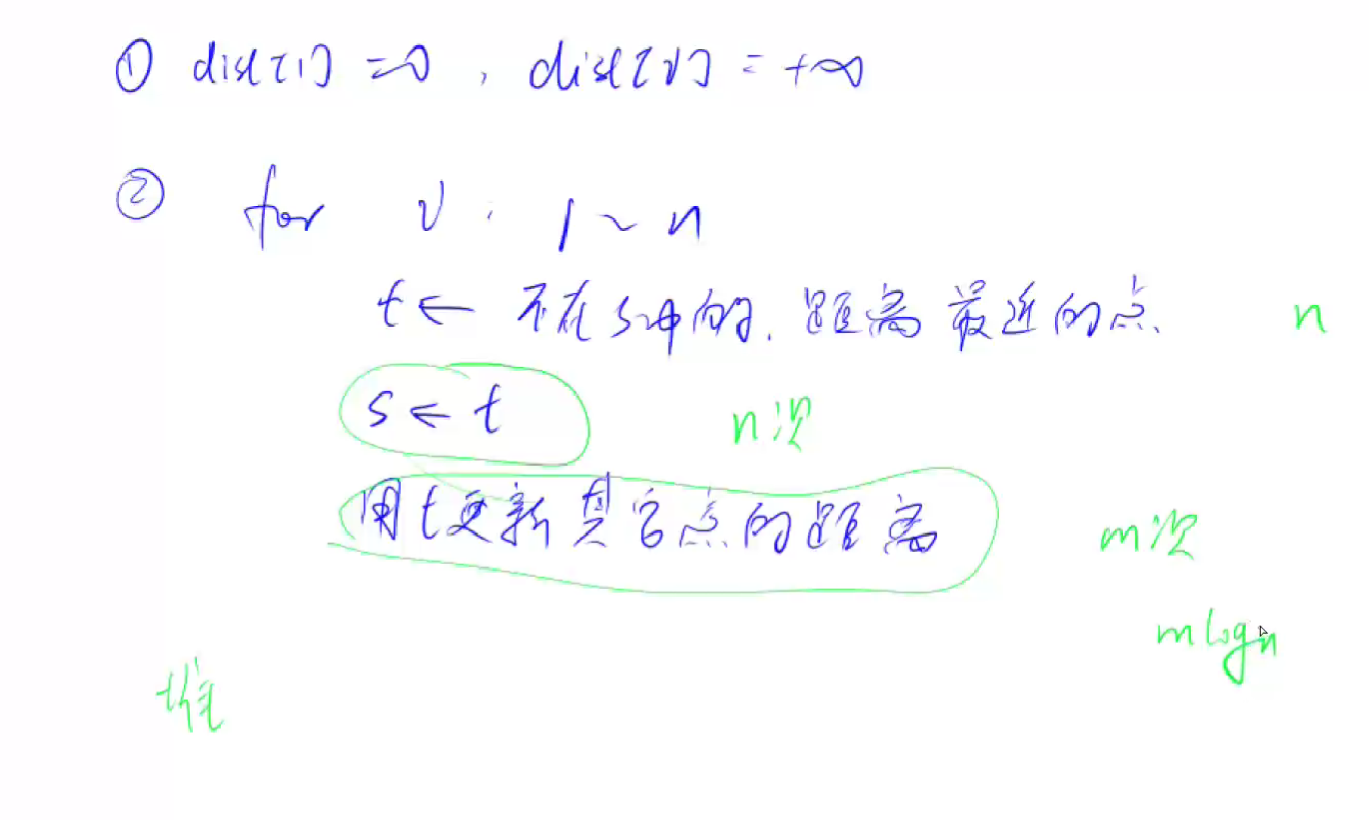 ① dist[1]=0, dist[v]=+∞
② for v: 1~n
t ← 不在s中的, 距离最近的点 n
s ← t n次
用t更新其它点的距离 m次
mlogn
堆